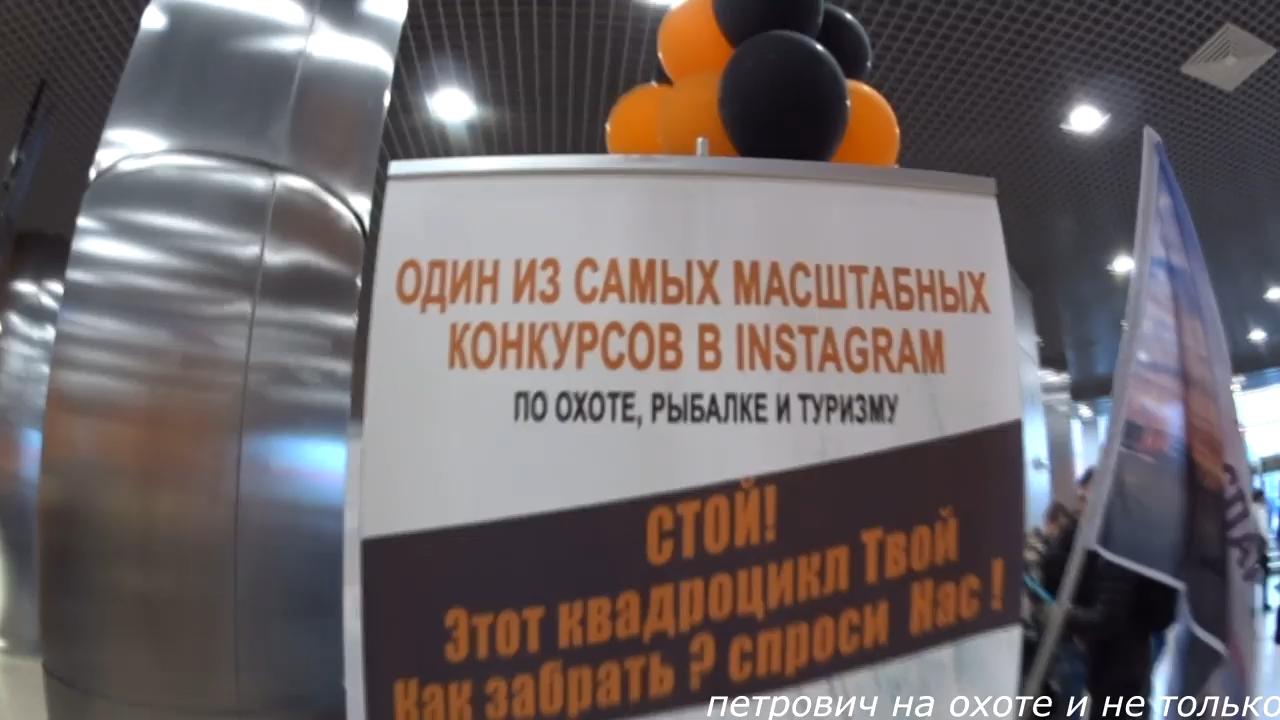 ОДИН ИЗ САМЫХ МАСШТАБНЫХ
КОНКУРСОВ В INSTAGRAM
ПО ОХОТЕ, РЫБАЛКЕ И ТУРИЗМУ
СТОЙ!
Этот квадроцикл Твой
Как забрать ? спроси Нас !
петрович на охоте и не только